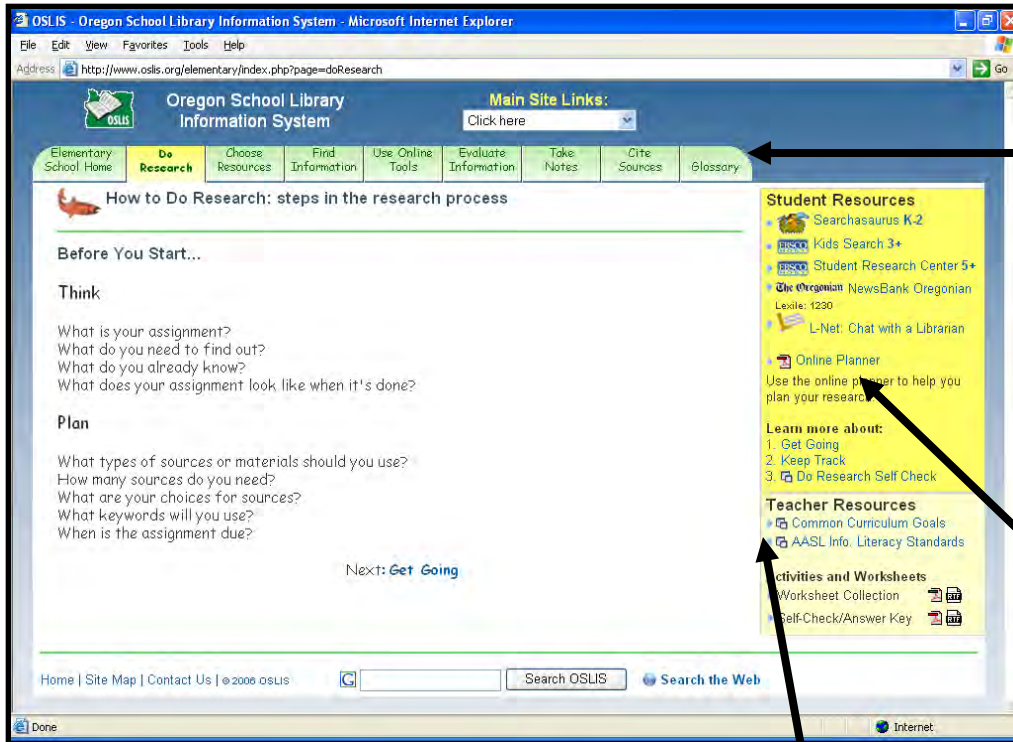 OSLIS - Oregon School Library Information System - Microsoft Internet Explorer
File Edit View Favorites Tools Help
Address http://www.oslis.org/elementary/index.php?page=doResearch Go
OSLIS
Oregon School Library
Information System
Main Site Links:
Click here
Elementary
School Home
Do
Research
Choose
Resources
Find
Information
Use Online
Tools
Evaluate
Information
Take
Notes
Cite
Sources
Glossary
How to Do Research: steps in the research process
Before You Start...
Think
What is your assignment?
What do you need to find out?
What do you already know?
What does your assignment look like when it's done?
Plan
What types of sources or materials should you use?
How many sources do you need?
What are your choices for sources?
What keywords will you use?
When is the assignment due?
Next: Get Going
Student Resources
Searchasaurus K-2
EBSCO Kids Search 3+
EBSCO Student Research Center 5+
The Oregonian NewsBank Oregonian
Lexile: 1230
L-Net: Chat with a Librarian
Online Planner
Use the online planner to help you
plan your research
Learn more about:
1. Get Going
2. Keep Track
3. Do Research Self Check
Teacher Resources
Common Curriculum Goals
AASL Info. Literacy Standards
Activities and Worksheets
Worksheet Collection RTF
Self-Check/Answer Key RTF
Home | Site Map | Contact Us | © 2006 OSLIS
G
Search OSLIS
Search the Web
Done
Internet